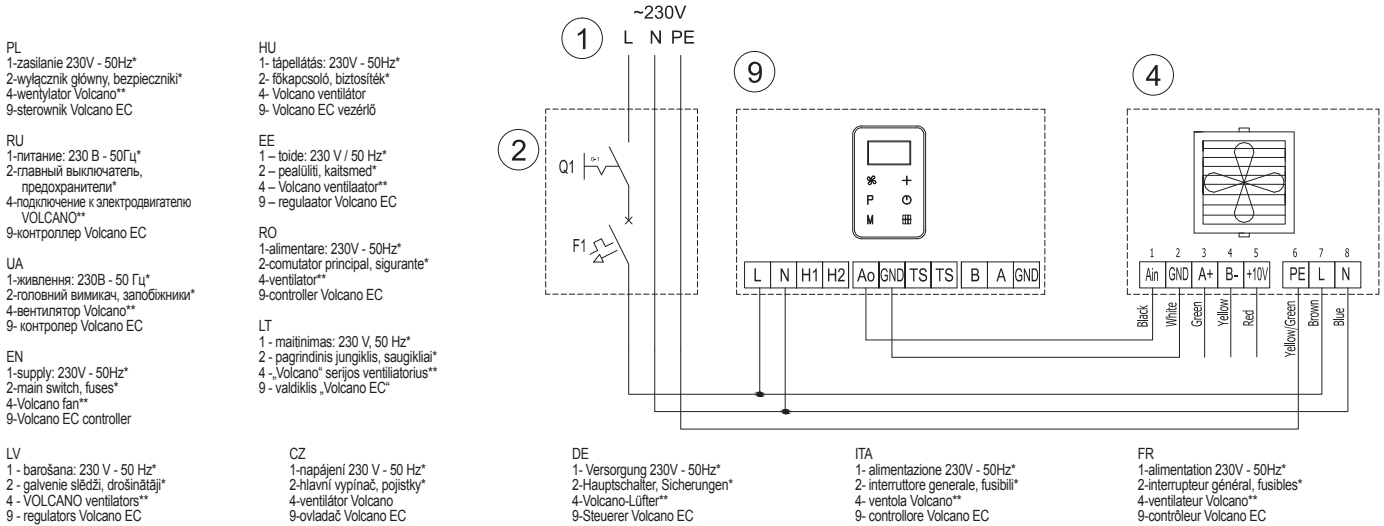 PL
1-zasilanie 230V - 50Hz*
2-wyłącznik główny, bezpieczniki*
4-wentylator Volcano**
9-sterownik Volcano EC
RU
1-питание: 230 В - 50Гц*
2-главный выключатель,
предохранители*
4-подключение к электродвигателю
VOLCANO**
9-контроллер Volcano EC
UA
1-живлення: 230В - 50 Гц*
2-головний вимикач, запобіжники*
4-вентилятор Volcano**
9- контролер Volcano EC
EN
1-supply: 230V - 50Hz*
2-main switch, fuses*
4-Volcano fan**
9-Volcano EC controller
HU
1- tápellátás: 230V - 50Hz*
2- főkapcsoló, biztosíték*
4- Volcano ventilátor
9- Volcano EC vezérlő
EE
1 – toide: 230 V / 50 Hz*
2 – pealüliti, kaitsmed*
4 – Volcano ventilaator**
9 – regulaator Volcano EC
RO
1-alimentare: 230V - 50Hz*
2-comutator principal, sigurante*
4-ventilator**
9-controller Volcano EC
LT
1 - maitinimas: 230 V, 50 Hz*
2 - pagrindinis jungiklis, saugikliai*
4 -„Volcano” serijos ventiliatorius**
9 - valdiklis „Volcano EC“
~230V
1 L N PE
2
Q1 0-1
F1
9
P
M
L N H1 H2 Ao GND TS TS B A GND
4
1 2 3 4 5 6 7 8
Ain GND A+ B- +10V PE L N
Black White Green Yellow Red Yellow/Green Brown Blue
LV
1 - barošana: 230 V - 50 Hz*
2 - galvenie slēdži, drošinātāji*
4 - VOLCANO ventilators**
9 - regulators Volcano EC
CZ
1-napájení 230 V - 50 Hz*
2-hlavní vypínač, pojistky*
4-ventilátor Volcano
9-ovladač Volcano EC
DE
1- Versorgung 230V - 50Hz*
2-Hauptschalter, Sicherungen*
4-Volcano-Lüfter**
9-Steuerer Volcano EC
ITA
1- alimentazione 230V - 50Hz*
2- interruttore generale, fusibili*
4- ventola Volcano**
9- controllore Volcano EC
FR
1-alimentation 230V - 50Hz*
2-interrupteur général, fusibles*
4-ventilateur Volcano**
9-contrôleur Volcano EC